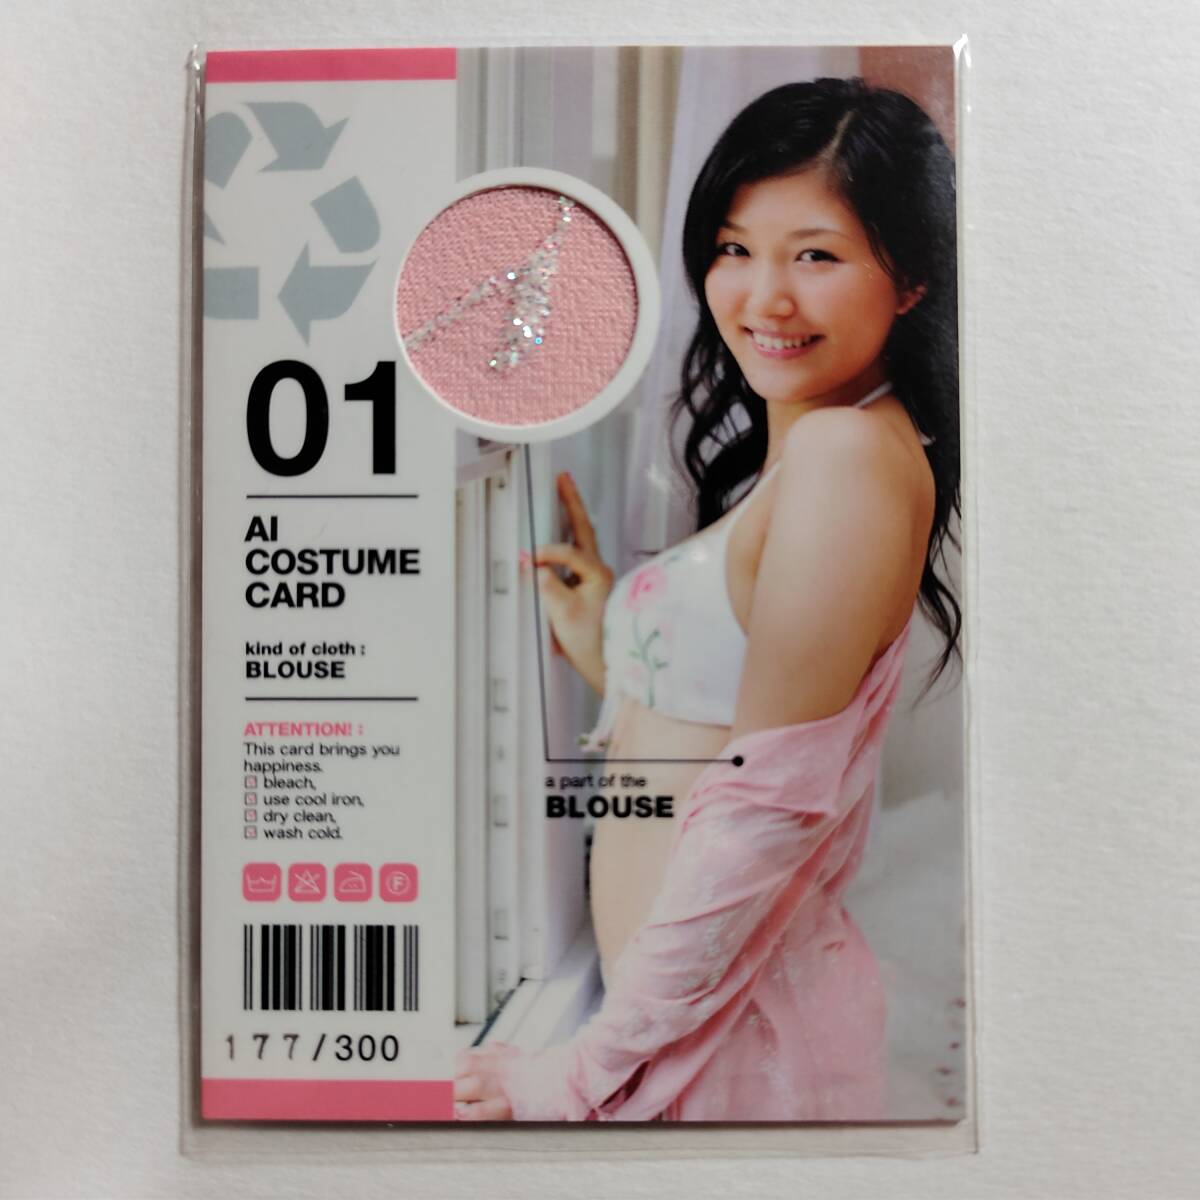 01
AI
COSTUME
CARD
kind of cloth :
BLOUSE
ATTENTION! :
This card brings you
happiness.
bleach,
use cool iron,
dry clean,
wash cold.
F
177/300
a part of the
BLOUSE